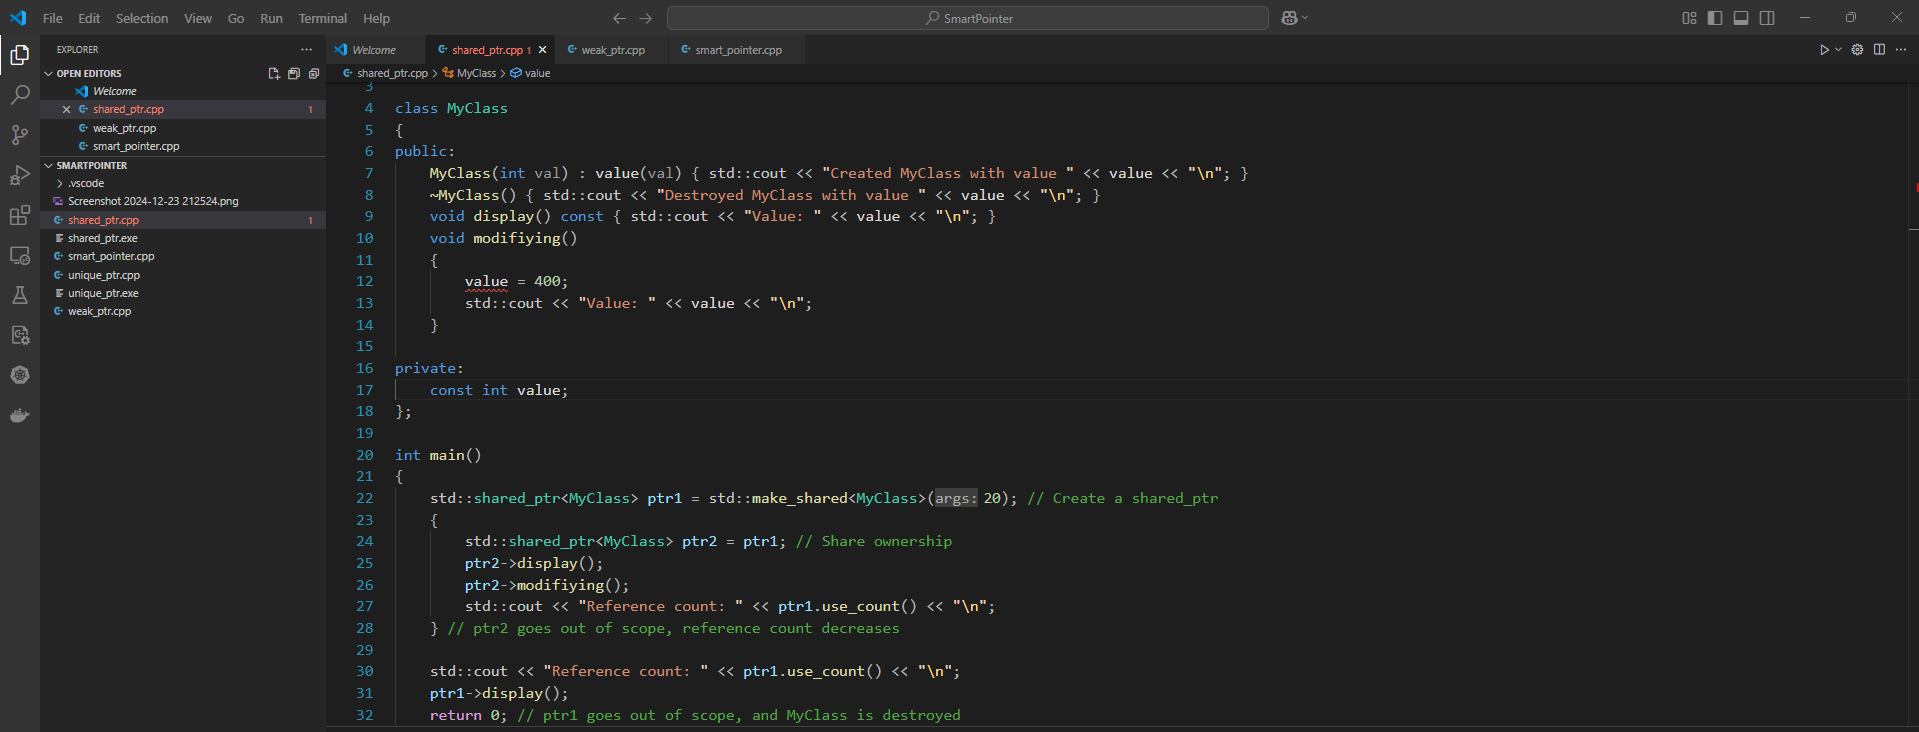 File Edit Selection View Go Run Terminal Help
SmartPointer
EXPLORER
OPEN EDITORS
Welcome
shared_ptr.cpp 1
weak_ptr.cpp
smart_pointer.cpp
SMARTPOINTER
.vscode
Screenshot 2024-12-23 212524.png
shared_ptr.cpp 1
shared_ptr.exe
smart_pointer.cpp
unique_ptr.cpp
unique_ptr.exe
weak_ptr.cpp
Welcome shared_ptr.cpp 1 weak_ptr.cpp smart_pointer.cpp
shared_ptr.cpp > MyClass > value
3
4 class MyClass
5 {
6 public:
7 MyClass(int val) : value(val) { std::cout << "Created MyClass with value " << value << "\n"; }
8 ~MyClass() { std::cout << "Destroyed MyClass with value " << value << "\n"; }
9 void display() const { std::cout << "Value: " << value << "\n"; }
10 void modifiying()
11 {
12 value = 400;
13 std::cout << "Value: " << value << "\n";
14 }
15
16 private:
17 const int value;
18 };
19
20 int main()
21 {
22 std::shared_ptr<MyClass> ptr1 = std::make_shared<MyClass>(args: 20); // Create a shared_ptr
23 {
24 std::shared_ptr<MyClass> ptr2 = ptr1; // Share ownership
25 ptr2->display();
26 ptr2->modifiying();
27 std::cout << "Reference count: " << ptr1.use_count() << "\n";
28 } // ptr2 goes out of scope, reference count decreases
29
30 std::cout << "Reference count: " << ptr1.use_count() << "\n";
31 ptr1->display();
32 return 0; // ptr1 goes out of scope, and MyClass is destroyed